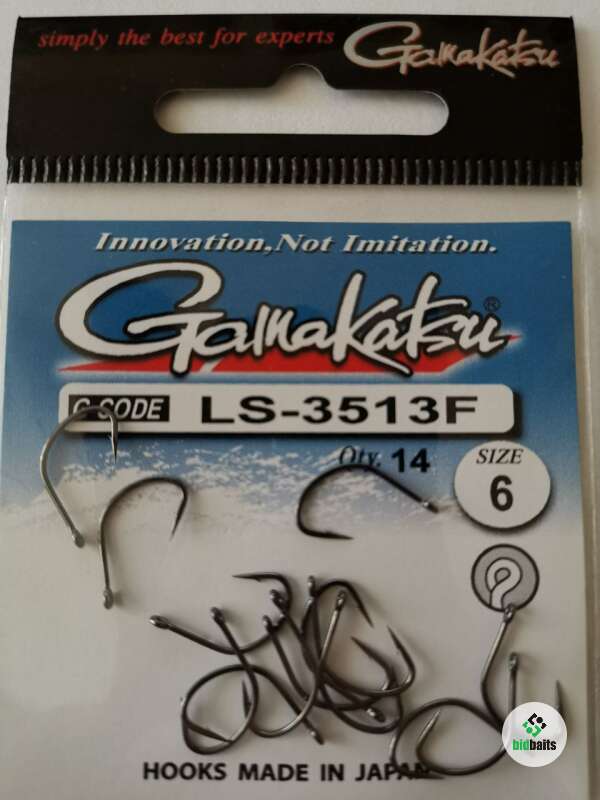 simply the best for experts Gamakatsu
Innovation,Not Imitation.
Gamakatsu®
G CODE LS-3513F
Qty. 14
SIZE
6
HOOKS MADE IN JAPAN
bidbaits